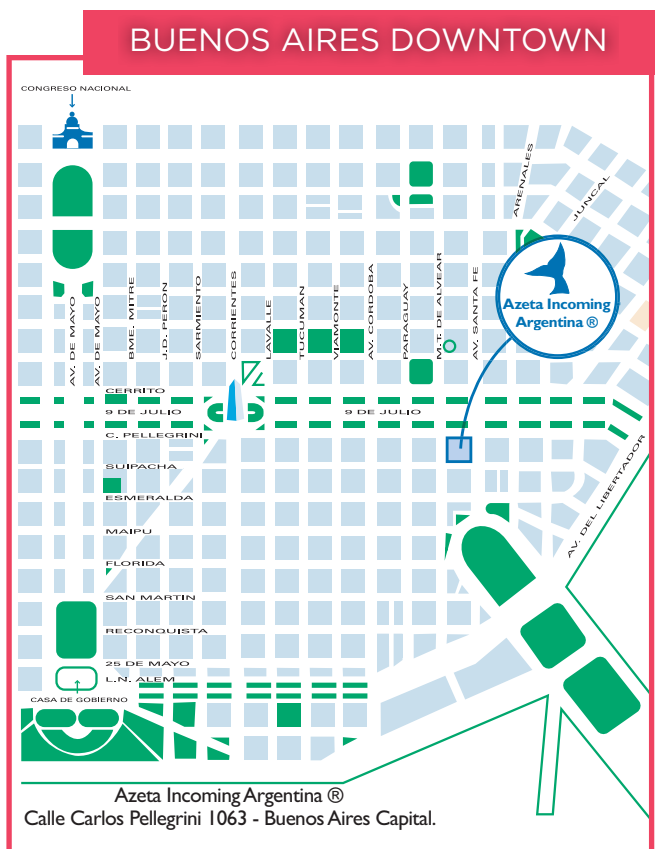 BUENOS AIRES DOWNTOWN
CONGRESO NACIONAL
ARENALES
JUNCAL
Azeta Incoming
Argentina ®
AV. DE MAYO
AV. DE MAYO
BME. MITRE
J.D. PERON
SARMIENTO
CORRIENTES
LAVALLE
TUCUMAN
VIAMONTE
AV. CORDOBA
PARAGUAY
M.T. DE ALVEAR
AV. SANTA FE
CERRITO
9 DE JULIO
9 DE JULIO
C. PELLEGRINI
SUIPACHA
ESMERALDA
MAIPU
FLORIDA
SAN MARTIN
RECONQUISTA
25 DE MAYO
L.N. ALEM
AV. DEL LIBERTADOR
CASA DE GOBIERNO
Azeta Incoming Argentina ®
Calle Carlos Pellegrini 1063 - Buenos Aires Capital.